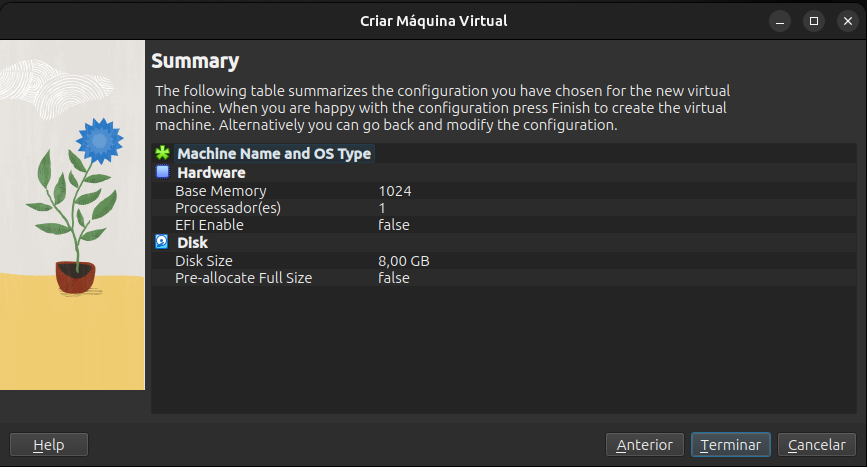 Criar Máquina Virtual
Summary
The following table summarizes the configuration you have chosen for the new virtual
machine. When you are happy with the configuration press Finish to create the virtual
machine. Alternatively you can go back and modify the configuration.
Machine Name and OS Type
Hardware
Base Memory 1024
Processador(es) 1
EFI Enable false
Disk
Disk Size 8,00 GB
Pre-allocate Full Size false
Help Anterior Terminar Cancelar